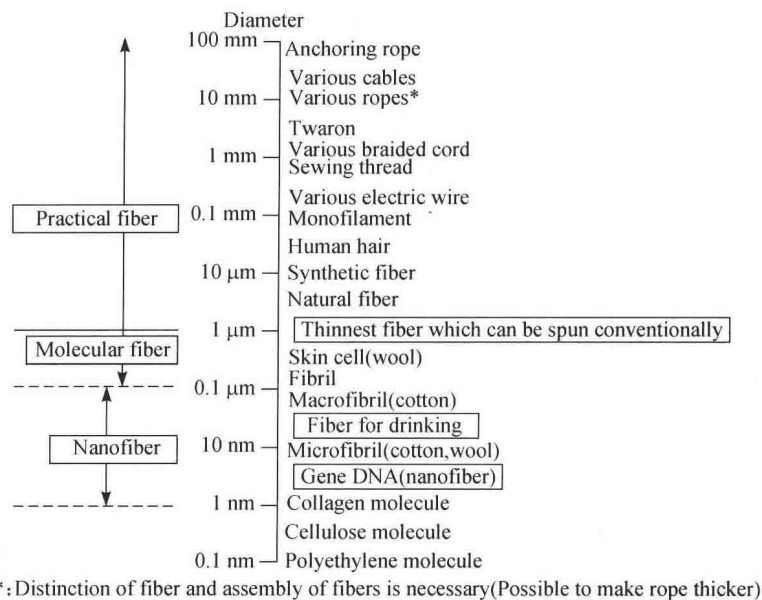 Diameter
100 mm
Anchoring rope
Various cables
10 mm
Various ropes*
Twaron
1 mm
Various braided cord
Sewing thread
Various electric wire
Practical fiber
0.1 mm
Monofilament
Human hair
10 μm
Synthetic fiber
Natural fiber
1 μm
Thinnest fiber which can be spun conventionally
Molecular fiber
Skin cell(wool)
Fibril
0.1 μm
Macrofibril(cotton)
Fiber for drinking
Nanofiber
10 nm
Microfibril(cotton,wool)
Gene DNA(nanofiber)
1 nm
Collagen molecule
Cellulose molecule
0.1 nm
Polyethylene molecule
*:Distinction of fiber and assembly of fibers is necessary(Possible to make rope thicker)